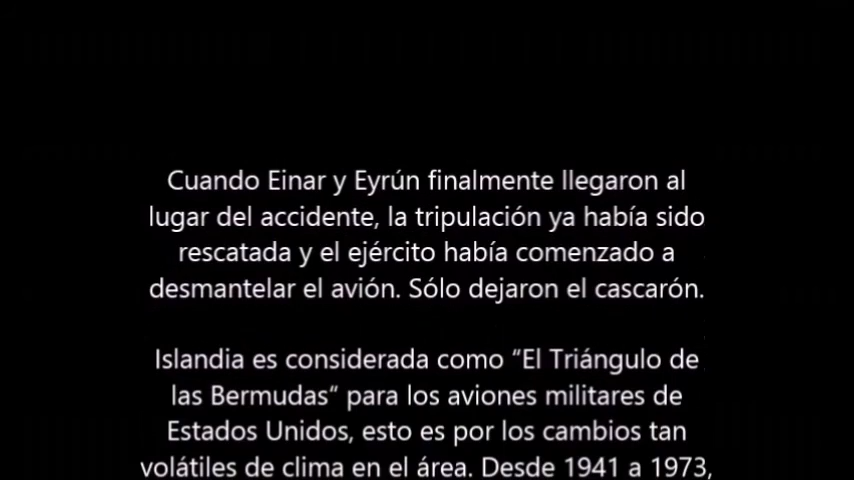 Cuando Einar y Eyrún finalmente llegaron al
lugar del accidente, la tripulación ya había sido
rescatada y el ejército había comenzado a
desmantelar el avión. Sólo dejaron el cascarón.
Islandia es considerada como “El Triángulo de
las Bermudas“ para los aviones militares de
Estados Unidos, esto es por los cambios tan
volátiles de clima en el área. Desde 1941 a 1973,